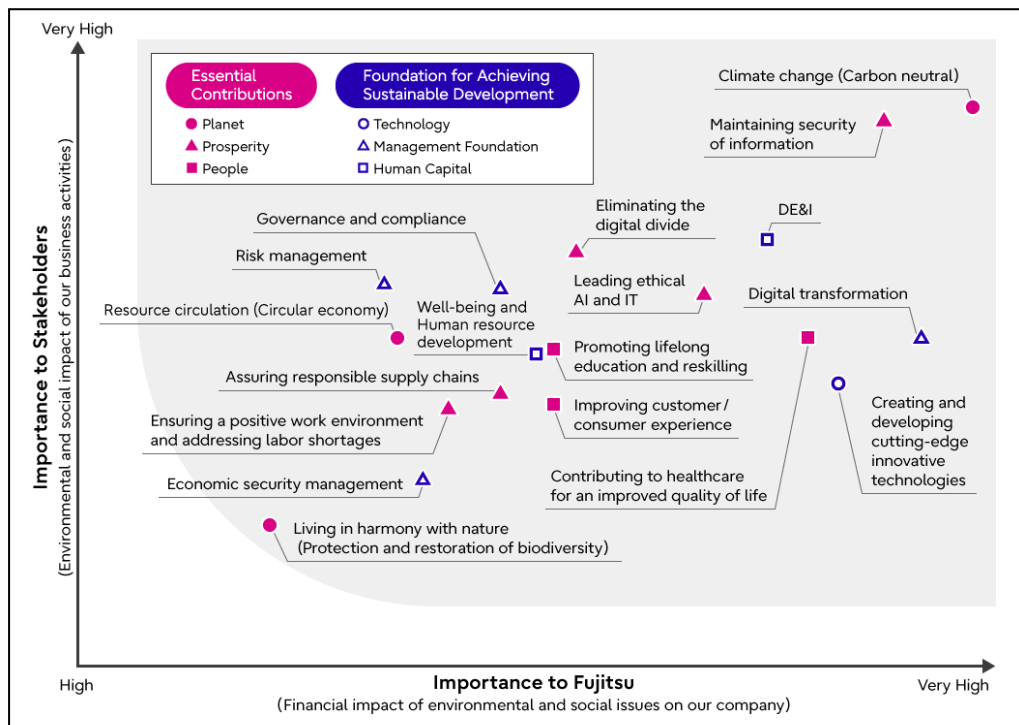 Very High
Essential
Contributions
Planet
Prosperity
People
Foundation for Achieving
Sustainable Development
Technology
Management Foundation
Human Capital
Climate change (Carbon neutral)
Maintaining security
of information
Governance and compliance
Eliminating the
digital divide
DE&I
Risk management
Leading ethical
AI and IT
Digital transformation
Resource circulation (Circular economy)
Well-being and
Human resource
development
Promoting lifelong
education and reskilling
Assuring responsible supply chains
Ensuring a positive work environment
and addressing labor shortages
Improving customer/
consumer experience
Creating and
developing
cutting-edge
innovative
technologies
Economic security management
Contributing to healthcare
for an improved quality of life
Living in harmony with nature
(Protection and restoration of biodiversity)
Importance to Stakeholders
(Environmental and social impact of our business activities)
High
Importance to Fujitsu
Very High
(Financial impact of environmental and social issues on our company)